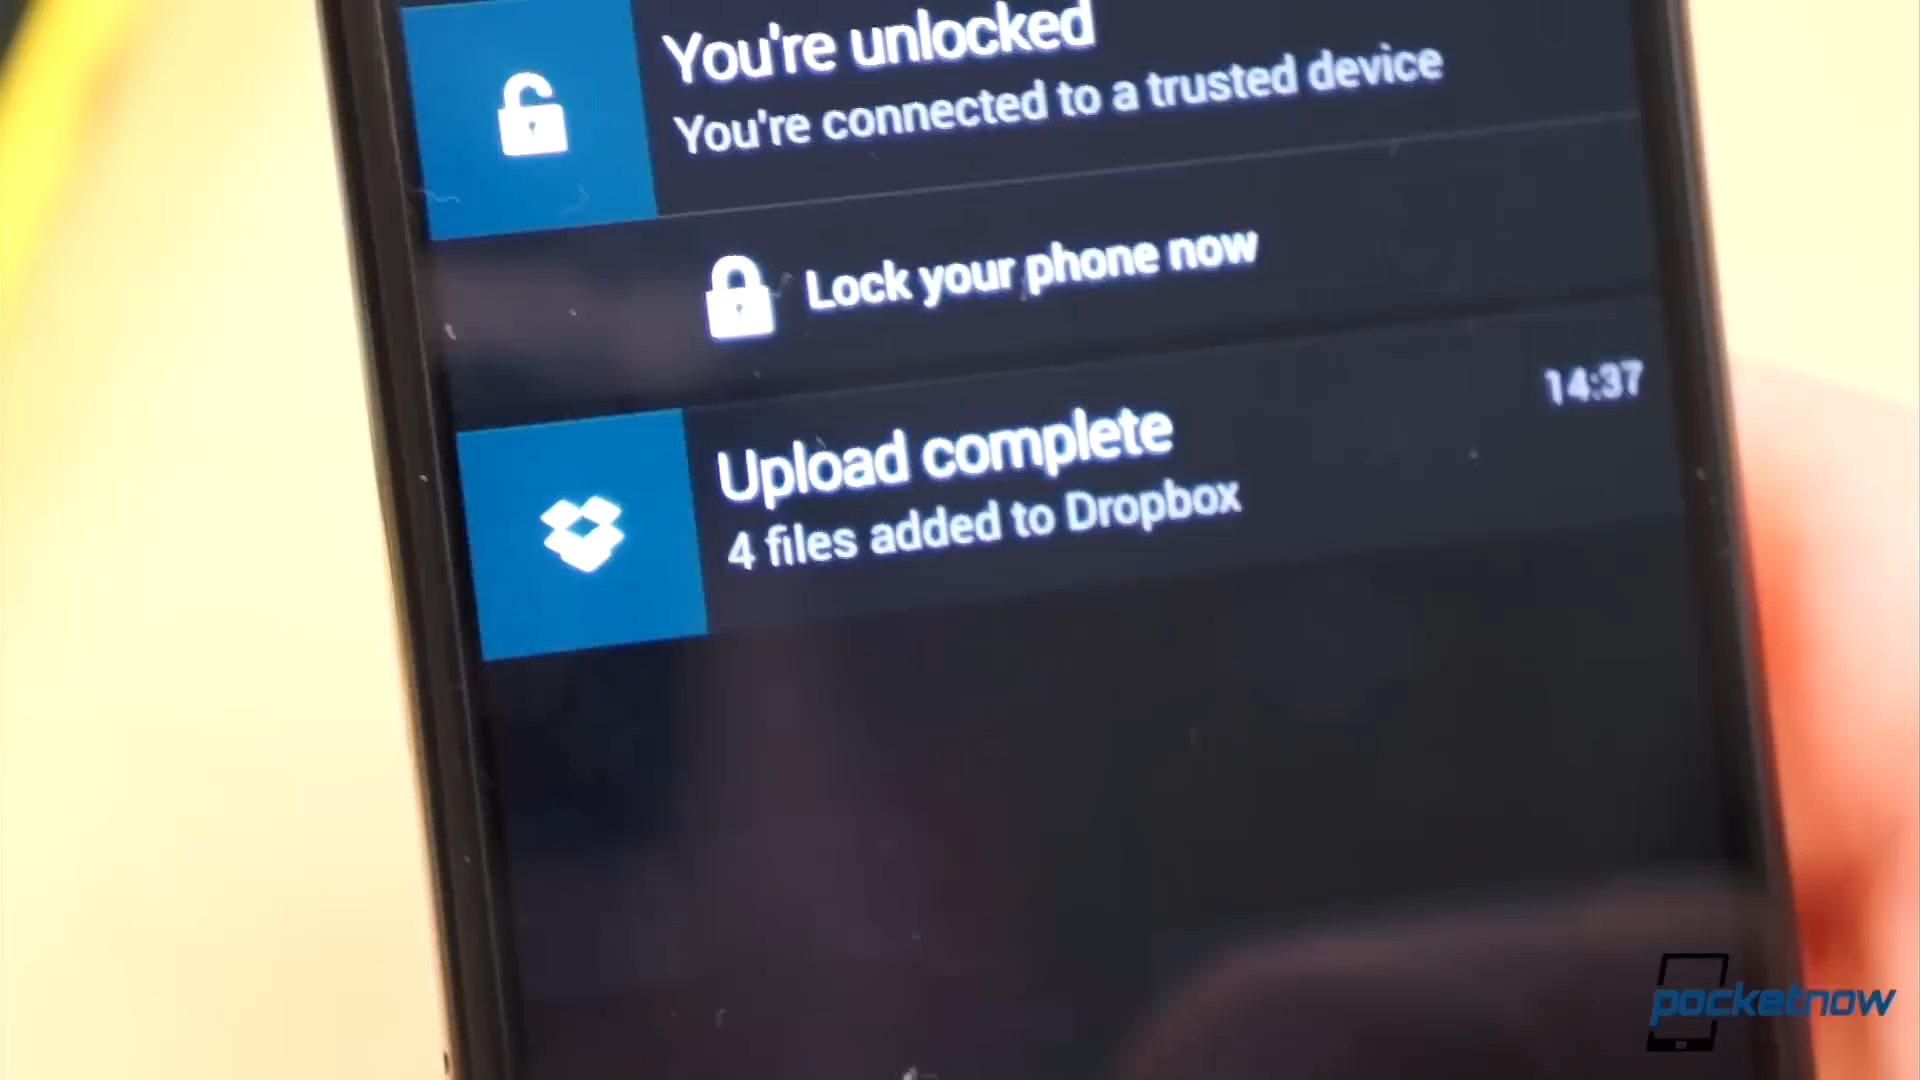 You're unlocked
You're connected to a trusted device
Lock your phone now
14:37
Upload complete
4 files added to Dropbox
pocketnow